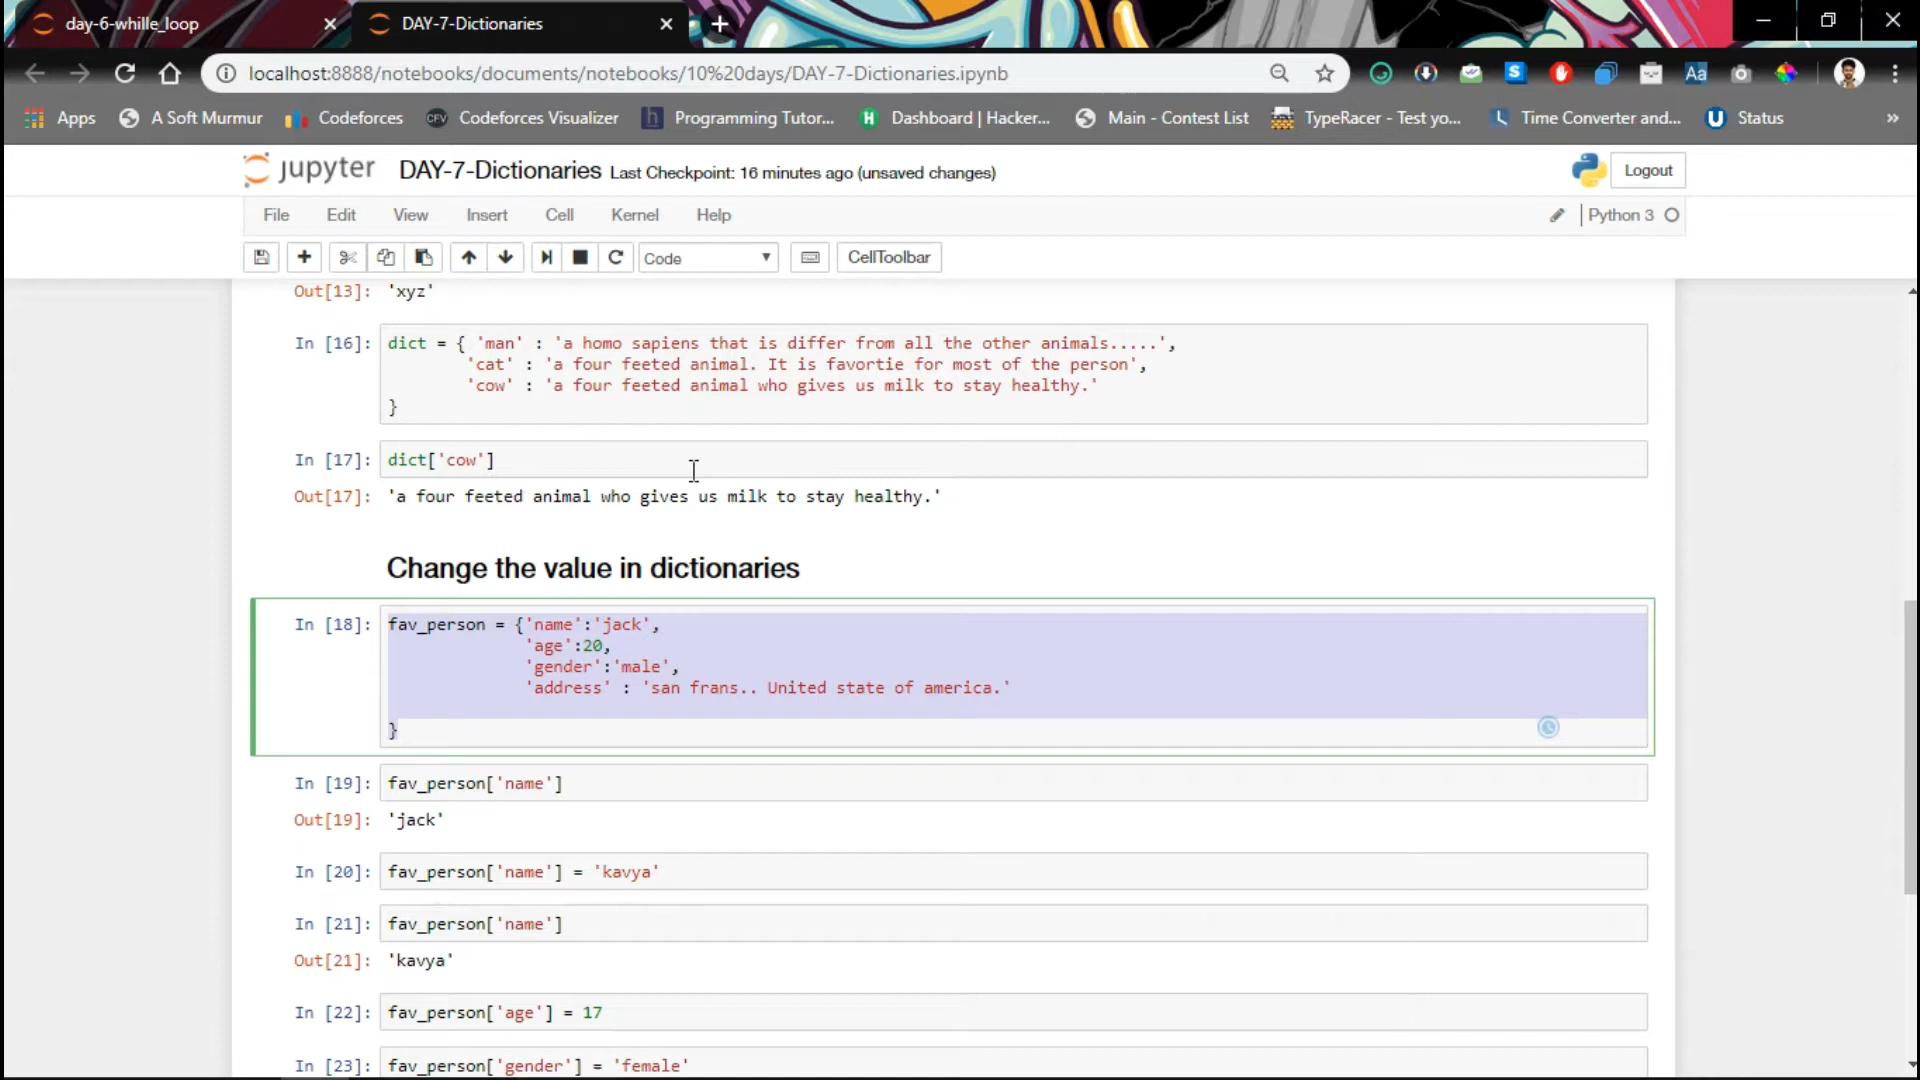 day-6-whille_loop
DAY-7-Dictionaries
localhost:8888/notebooks/documents/notebooks/10%20days/DAY-7-Dictionaries.ipynb
Apps A Soft Murmur Codeforces CFV Codeforces Visualizer h Programming Tutor... H Dashboard | Hacker... Main - Contest List TypeRacer - Test yo... Time Converter and... U Status »
jupyter DAY-7-Dictionaries Last Checkpoint: 16 minutes ago (unsaved changes) Logout
File Edit View Insert Cell Kernel Help Python 3
Code CellToolbar
Out[13]: 'xyz'
In [16]: dict = { 'man' : 'a homo sapiens that is differ from all the other animals.....',
'cat' : 'a four feeted animal. It is favortie for most of the person',
'cow' : 'a four feeted animal who gives us milk to stay healthy.'
}
In [17]: dict['cow']
Out[17]: 'a four feeted animal who gives us milk to stay healthy.'
Change the value in dictionaries
In [18]: fav_person = {'name':'jack',
'age':20,
'gender':'male',
'address' : 'san frans.. United state of america.'
}
In [19]: fav_person['name']
Out[19]: 'jack'
In [20]: fav_person['name'] = 'kavya'
In [21]: fav_person['name']
Out[21]: 'kavya'
In [22]: fav_person['age'] = 17
In [23]: fav_person['gender'] = 'female'